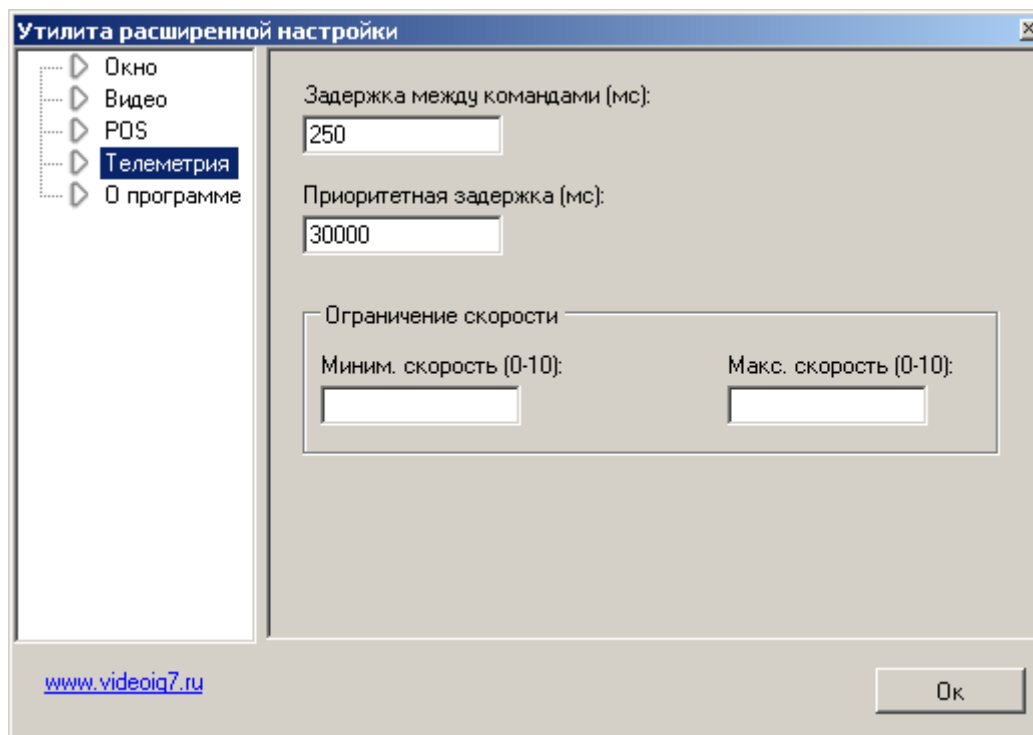 Утилита расширенной настройки
Окно
Видео
POS
Телеметрия
О программе
Задержка между командами (мс):
250
Приоритетная задержка (мс):
30000
Ограничение скорости
Миним. скорость (0-10):
Макс. скорость (0-10):
www.videoiq7.ru
Ок